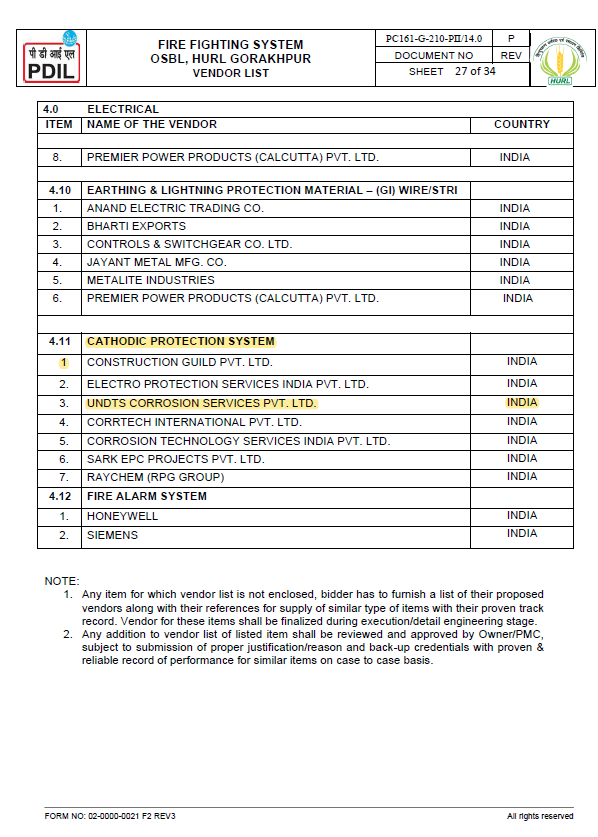 पी डी आई एल
PDIL
FIRE FIGHTING SYSTEM
OSBL, HURL GORAKHPUR
VENDOR LIST
PC161-G-210-PII/14.0 P
DOCUMENT NO REV
SHEET 27 of 34
HURL
4.0 ELECTRICAL
ITEM NAME OF THE VENDOR COUNTRY
8. PREMIER POWER PRODUCTS (CALCUTTA) PVT. LTD. INDIA
4.10 EARTHING & LIGHTNING PROTECTION MATERIAL – (GI) WIRE/STRI
1. ANAND ELECTRIC TRADING CO. INDIA
2. BHARTI EXPORTS INDIA
3. CONTROLS & SWITCHGEAR CO. LTD. INDIA
4. JAYANT METAL MFG. CO. INDIA
5. METALITE INDUSTRIES INDIA
6. PREMIER POWER PRODUCTS (CALCUTTA) PVT. LTD. INDIA
4.11 CATHODIC PROTECTION SYSTEM
1 CONSTRUCTION GUILD PVT. LTD. INDIA
2. ELECTRO PROTECTION SERVICES INDIA PVT. LTD. INDIA
3. UNDTS CORROSION SERVICES PVT. LTD. INDIA
4. CORRTECH INTERNATIONAL PVT. LTD. INDIA
5. CORROSION TECHNOLOGY SERVICES INDIA PVT. LTD. INDIA
6. SARK EPC PROJECTS PVT. LTD. INDIA
7. RAYCHEM (RPG GROUP) INDIA
4.12 FIRE ALARM SYSTEM
1. HONEYWELL INDIA
2. SIEMENS INDIA
NOTE:
1. Any item for which vendor list is not enclosed, bidder has to furnish a list of their proposed
vendors along with their references for supply of similar type of items with their proven track
record. Vendor for these items shall be finalized during execution/detail engineering stage.
2. Any addition to vendor list of listed item shall be reviewed and approved by Owner/PMC,
subject to submission of proper justification/reason and back-up credentials with proven &
reliable record of performance for similar items on case to case basis.
FORM NO: 02-0000-0021 F2 REV3 All rights reserved